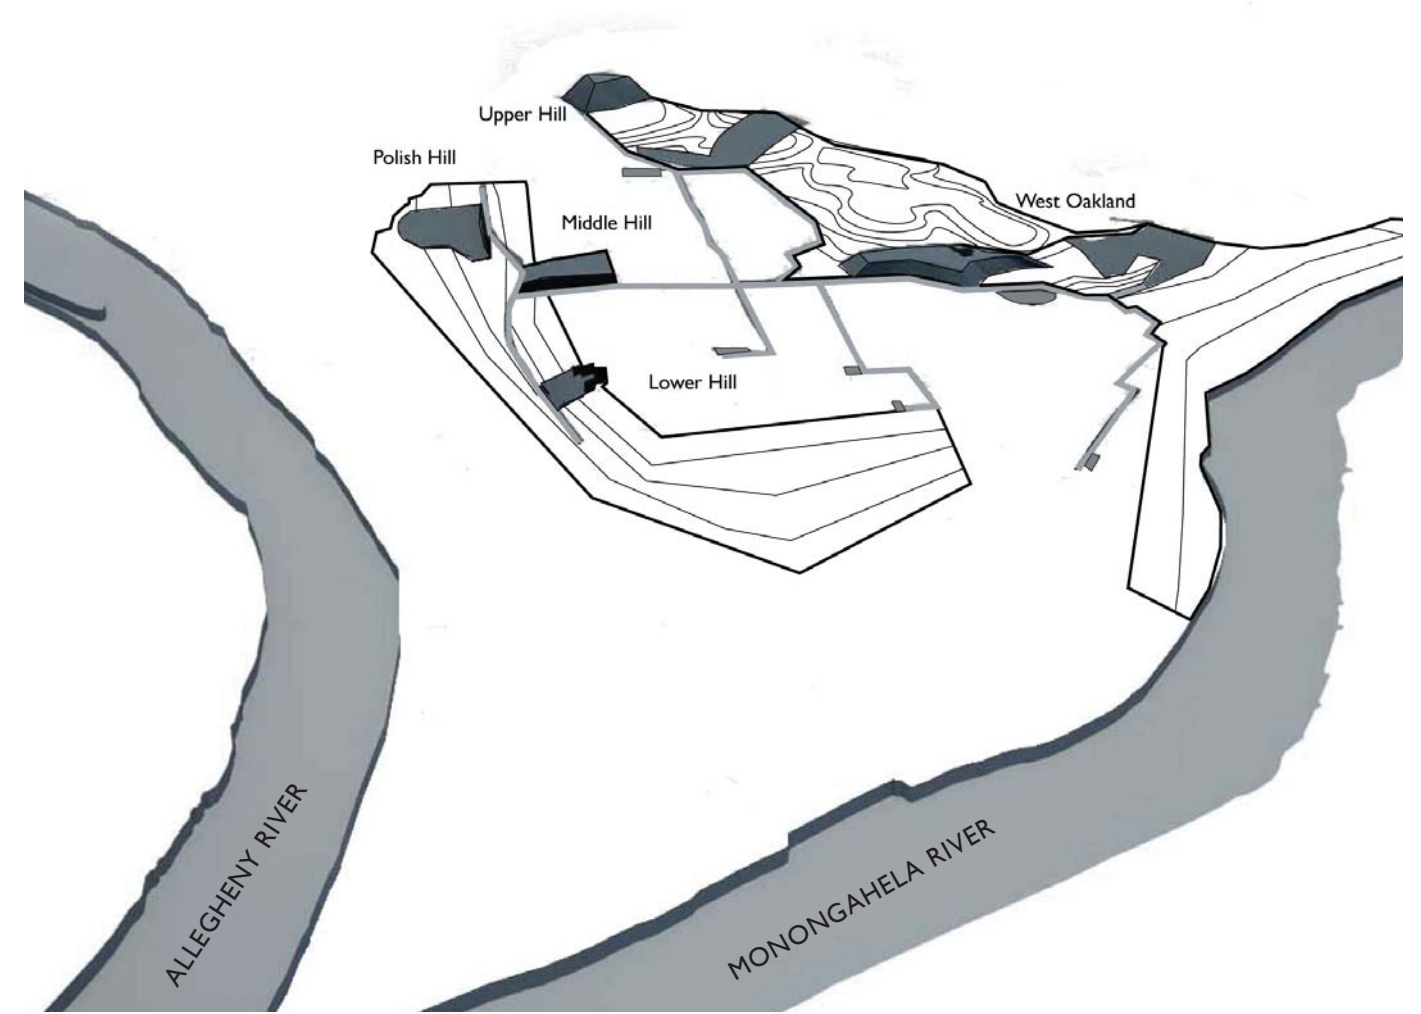 Upper Hill
Polish Hill
West Oakland
Middle Hill
Lower Hill
ALLEGHENY RIVER
MONONGAHELA RIVER